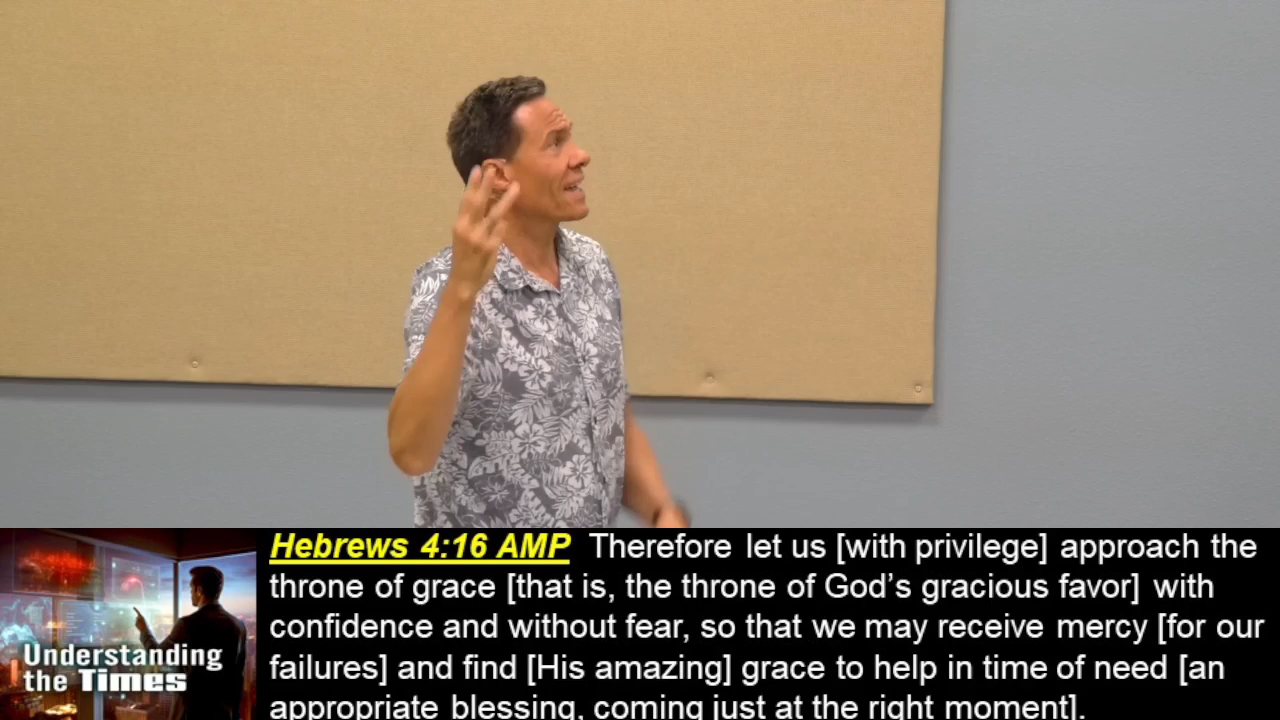 Hebrews 4:16 AMP Therefore let us [with privilege] approach the
throne of grace [that is, the throne of God’s gracious favor] with
confidence and without fear, so that we may receive mercy [for our
failures] and find [His amazing] grace to help in time of need [an
appropriate blessing, coming just at the right moment].
Understanding
the Times